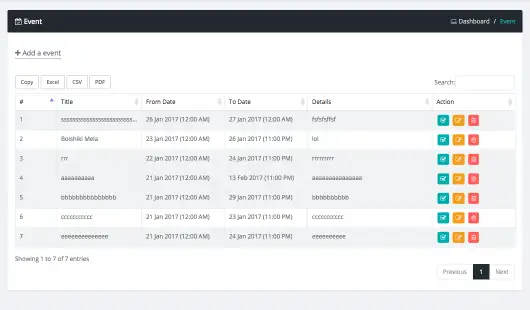 Event
Dashboard / Event
Add a event
Copy Excel CSV PDF Search:
# Title From Date To Date Details Action
1 ssssssssssssssssssssssss... 26 Jan 2017 (12:00 AM) 27 Jan 2017 (12:00 AM) fsfsfsffsf
2 Boishiki Mela 23 Jan 2017 (12:00 AM) 26 Jan 2017 (11:00 PM) lol
3 rrr 22 Jan 2017 (12:00 AM) 24 Jan 2017 (11:00 PM) rrrrrrrrr
4 aaaaaaaaaa 21 Jan 2017 (12:00 AM) 13 Feb 2017 (11:00 PM) aaaaaaaaaaaaaaa
5 bbbbbbbbbbbbbbb 21 Jan 2017 (12:00 AM) 29 Jan 2017 (11:00 PM) bbbbbbbbbb
6 ccccccccccc 21 Jan 2017 (12:00 AM) 23 Jan 2017 (11:00 PM) ccccccccccc
7 eeeeeeeeeeeeee 21 Jan 2017 (12:00 AM) 24 Jan 2017 (11:00 PM) eeeeeeeeee
Showing 1 to 7 of 7 entries
Previous 1 Next